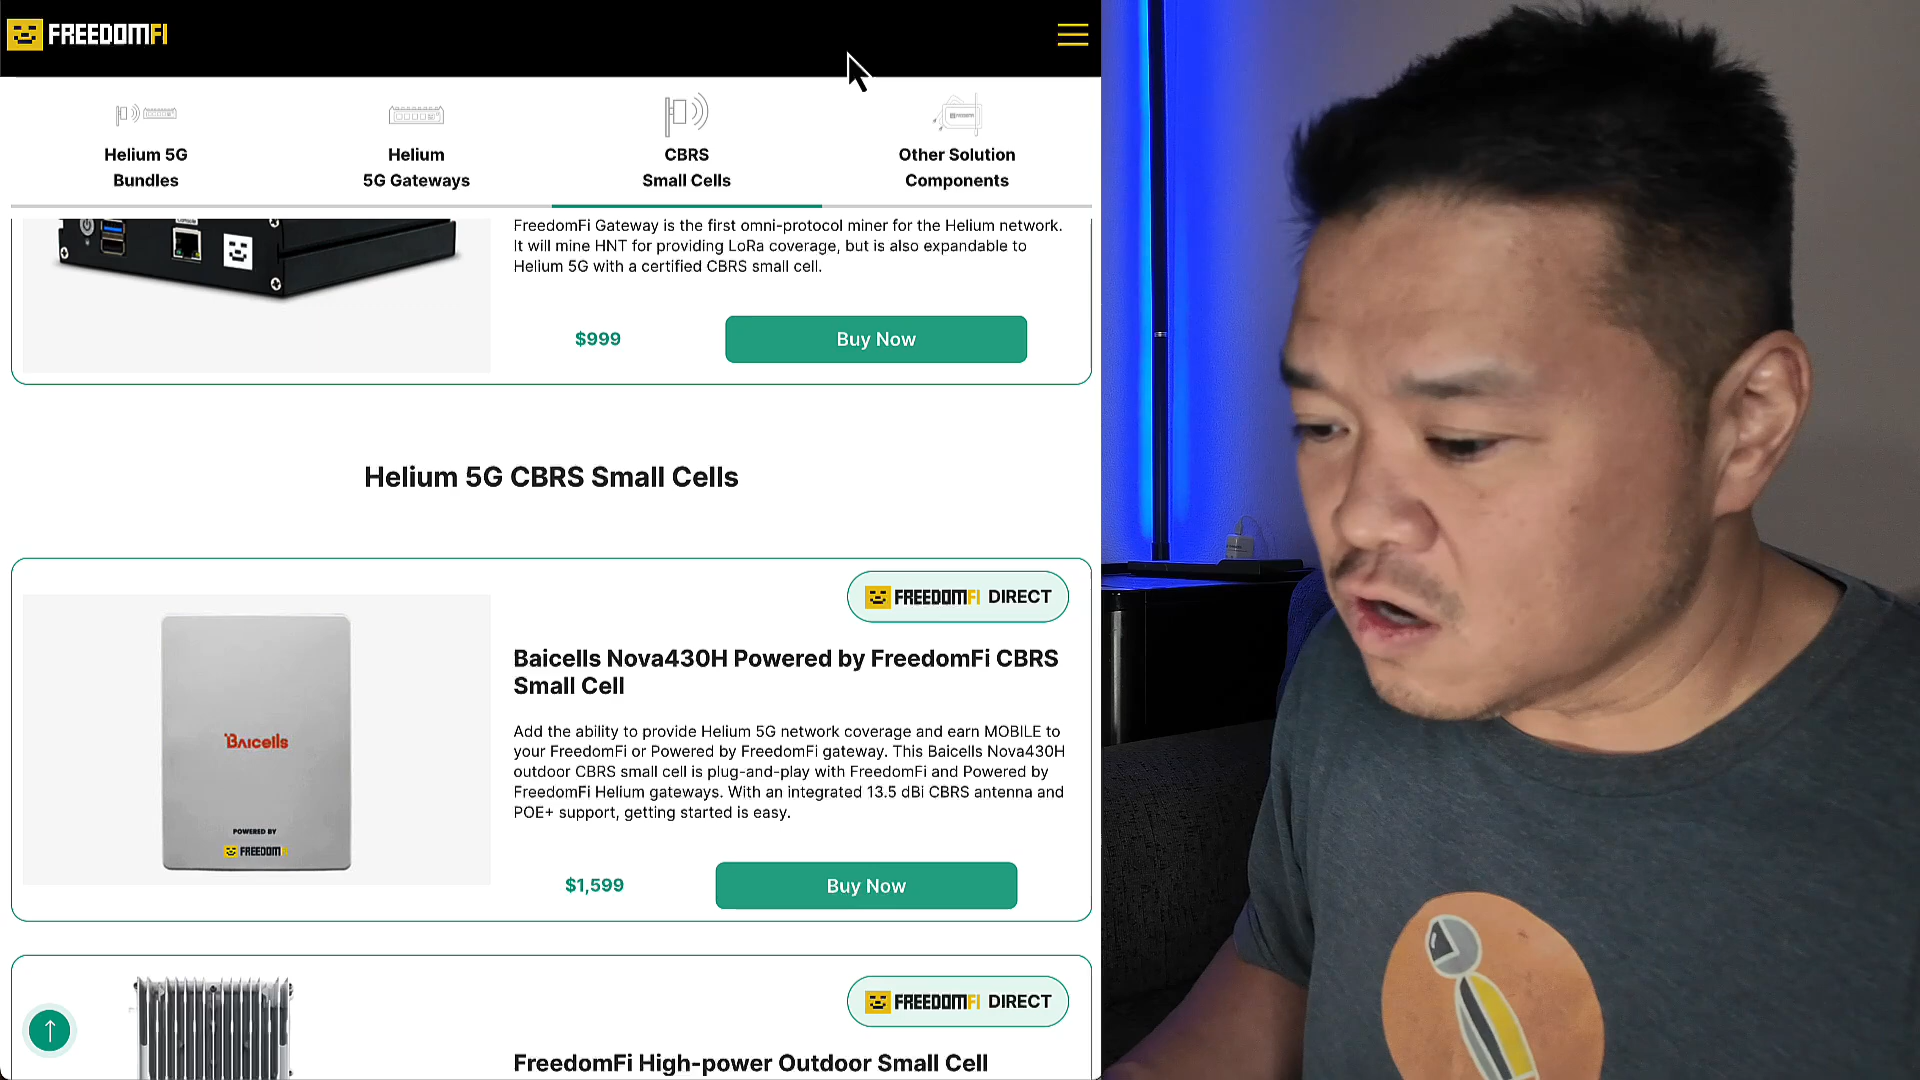 FREEDOMFI
Helium 5G
Bundles
Helium
5G Gateways
CBRS
Small Cells
Other Solution
Components
FreedomFi Gateway is the first omni-protocol miner for the Helium network.
It will mine HNT for providing LoRa coverage, but is also expandable to
Helium 5G with a certified CBRS small cell.
$999
Buy Now
Helium 5G CBRS Small Cells
FREEDOMFI DIRECT
Baicells Nova430H Powered by FreedomFi CBRS
Small Cell
Add the ability to provide Helium 5G network coverage and earn MOBILE to
your FreedomFi or Powered by FreedomFi gateway. This Baicells Nova430H
outdoor CBRS small cell is plug-and-play with FreedomFi and Powered by
FreedomFi Helium gateways. With an integrated 13.5 dBi CBRS antenna and
POE+ support, getting started is easy.
Baicells
POWERED BY
FREEDOMFI
$1,599
Buy Now
FREEDOMFI DIRECT
FreedomFi High-power Outdoor Small Cell